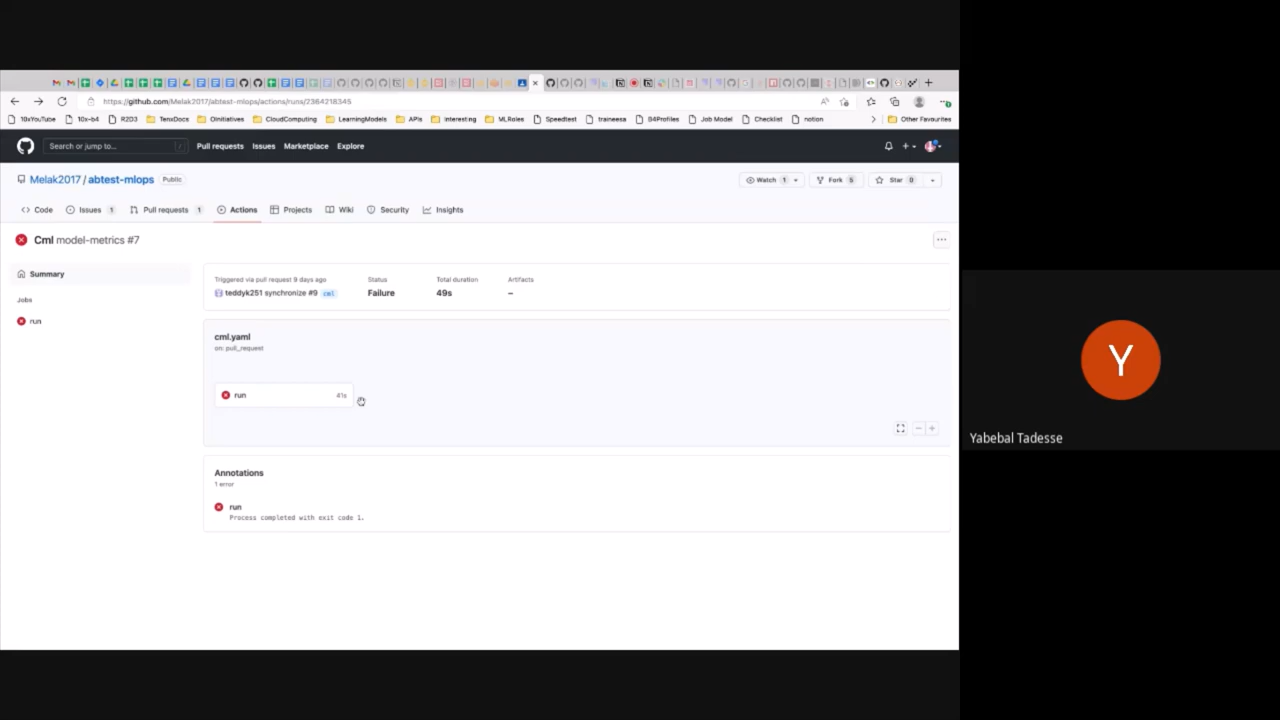 https://github.com/Melak2017/abtest-mlops/actions/runs/2364218345
10xYouTube 10x-b4 R2D3 TenxDocs OInitiatives CloudComputing LearningModels APIs Interesting MLRoles Speedtest traineesa B4Profiles Job Model Checklist notion Other Favourites
Search or jump to... / Pull requests Issues Marketplace Explore
Melak2017 / abtest-mlops Public
Watch 1 Fork 5 Star 0
Code Issues 1 Pull requests 1 Actions Projects Wiki Security Insights
Cml model-metrics #7
Summary
Jobs
run
Triggered via pull request 9 days ago Status Total duration Artifacts
teddyk251 synchronize #9 cml Failure 49s –
cml.yaml
on: pull_request
run 41s
Annotations
1 error
run
Process completed with exit code 1.
Y
Yabebal Tadesse